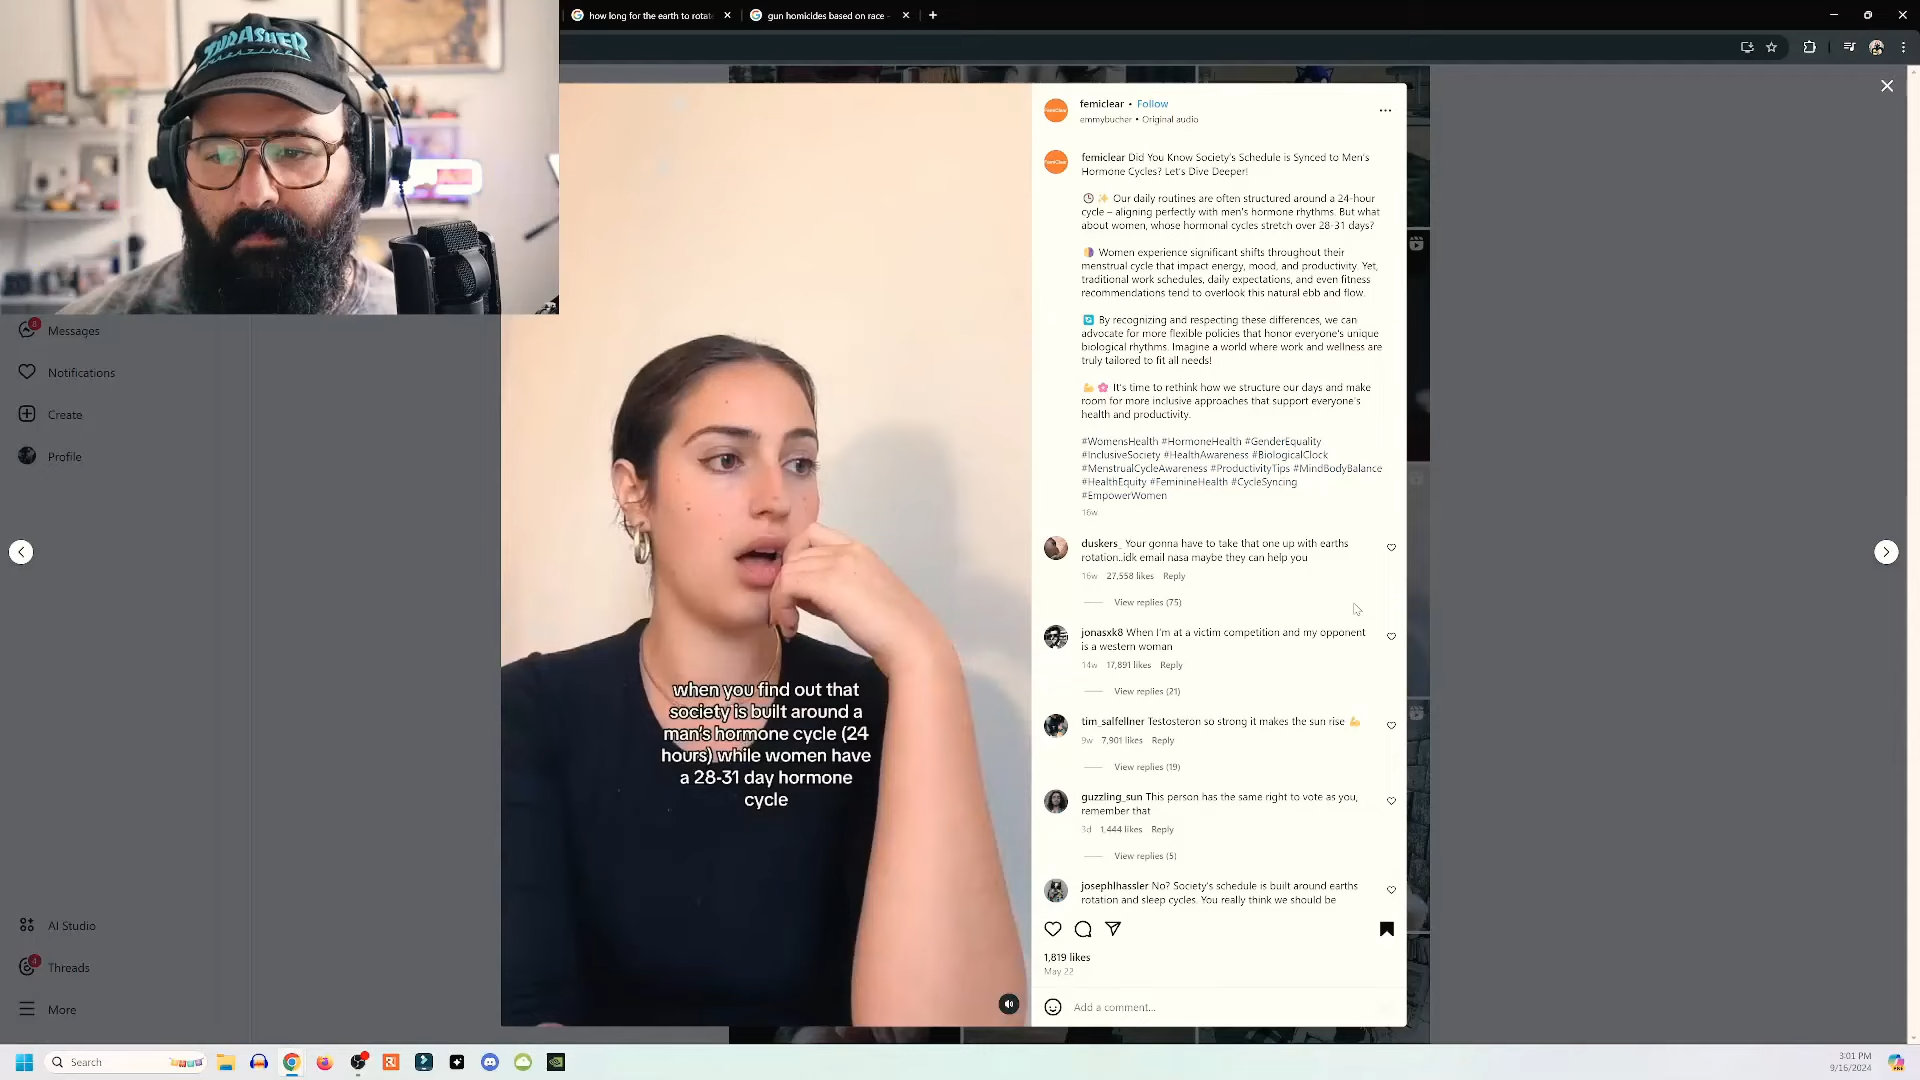 THRASHER
MAGAZINE
how long for the earth to rotat
gun homicides based on race -
Messages
8
Notifications
Create
Profile
AI Studio
Threads
4
More
when you find out that
society is built around a
man's hormone cycle (24
hours) while women have
a 28-31 day hormone
cycle
femiclear • Follow
emmybucher • Original audio
femiclear Did You Know Society's Schedule is Synced to Men's
Hormone Cycles? Let's Dive Deeper!
🕒 ✨ Our daily routines are often structured around a 24-hour
cycle – aligning perfectly with men's hormone rhythms. But what
about women, whose hormonal cycles stretch over 28-31 days?
🌗 Women experience significant shifts throughout their
menstrual cycle that impact energy, mood, and productivity. Yet,
traditional work schedules, daily expectations, and even fitness
recommendations tend to overlook this natural ebb and flow.
🔄 By recognizing and respecting these differences, we can
advocate for more flexible policies that honor everyone's unique
biological rhythms. Imagine a world where work and wellness are
truly tailored to fit all needs!
💪 🌸 It's time to rethink how we structure our days and make
room for more inclusive approaches that support everyone's
health and productivity.
#WomensHealth #HormoneHealth #GenderEquality
#InclusiveSociety #HealthAwareness #BiologicalClock
#MenstrualCycleAwareness #ProductivityTips #MindBodyBalance
#HealthEquity #FeminineHealth #CycleSyncing
#EmpowerWomen
16w
duskers_ Your gonna have to take that one up with earths
rotation..idk email nasa maybe they can help you
16w 27,558 likes Reply
View replies (75)
jonasxk8 When I'm at a victim competition and my opponent
is a western woman
14w 17,891 likes Reply
View replies (21)
tim_salfellner Testosteron so strong it makes the sun rise 💪
9w 7,901 likes Reply
View replies (19)
guzzling_sun This person has the same right to vote as you,
remember that
3d 1,444 likes Reply
View replies (5)
josephlhassler No? Society's schedule is built around earths
rotation and sleep cycles. You really think we should be
1,819 likes
May 22
Add a comment...
Search
3:01 PM
9/16/2024